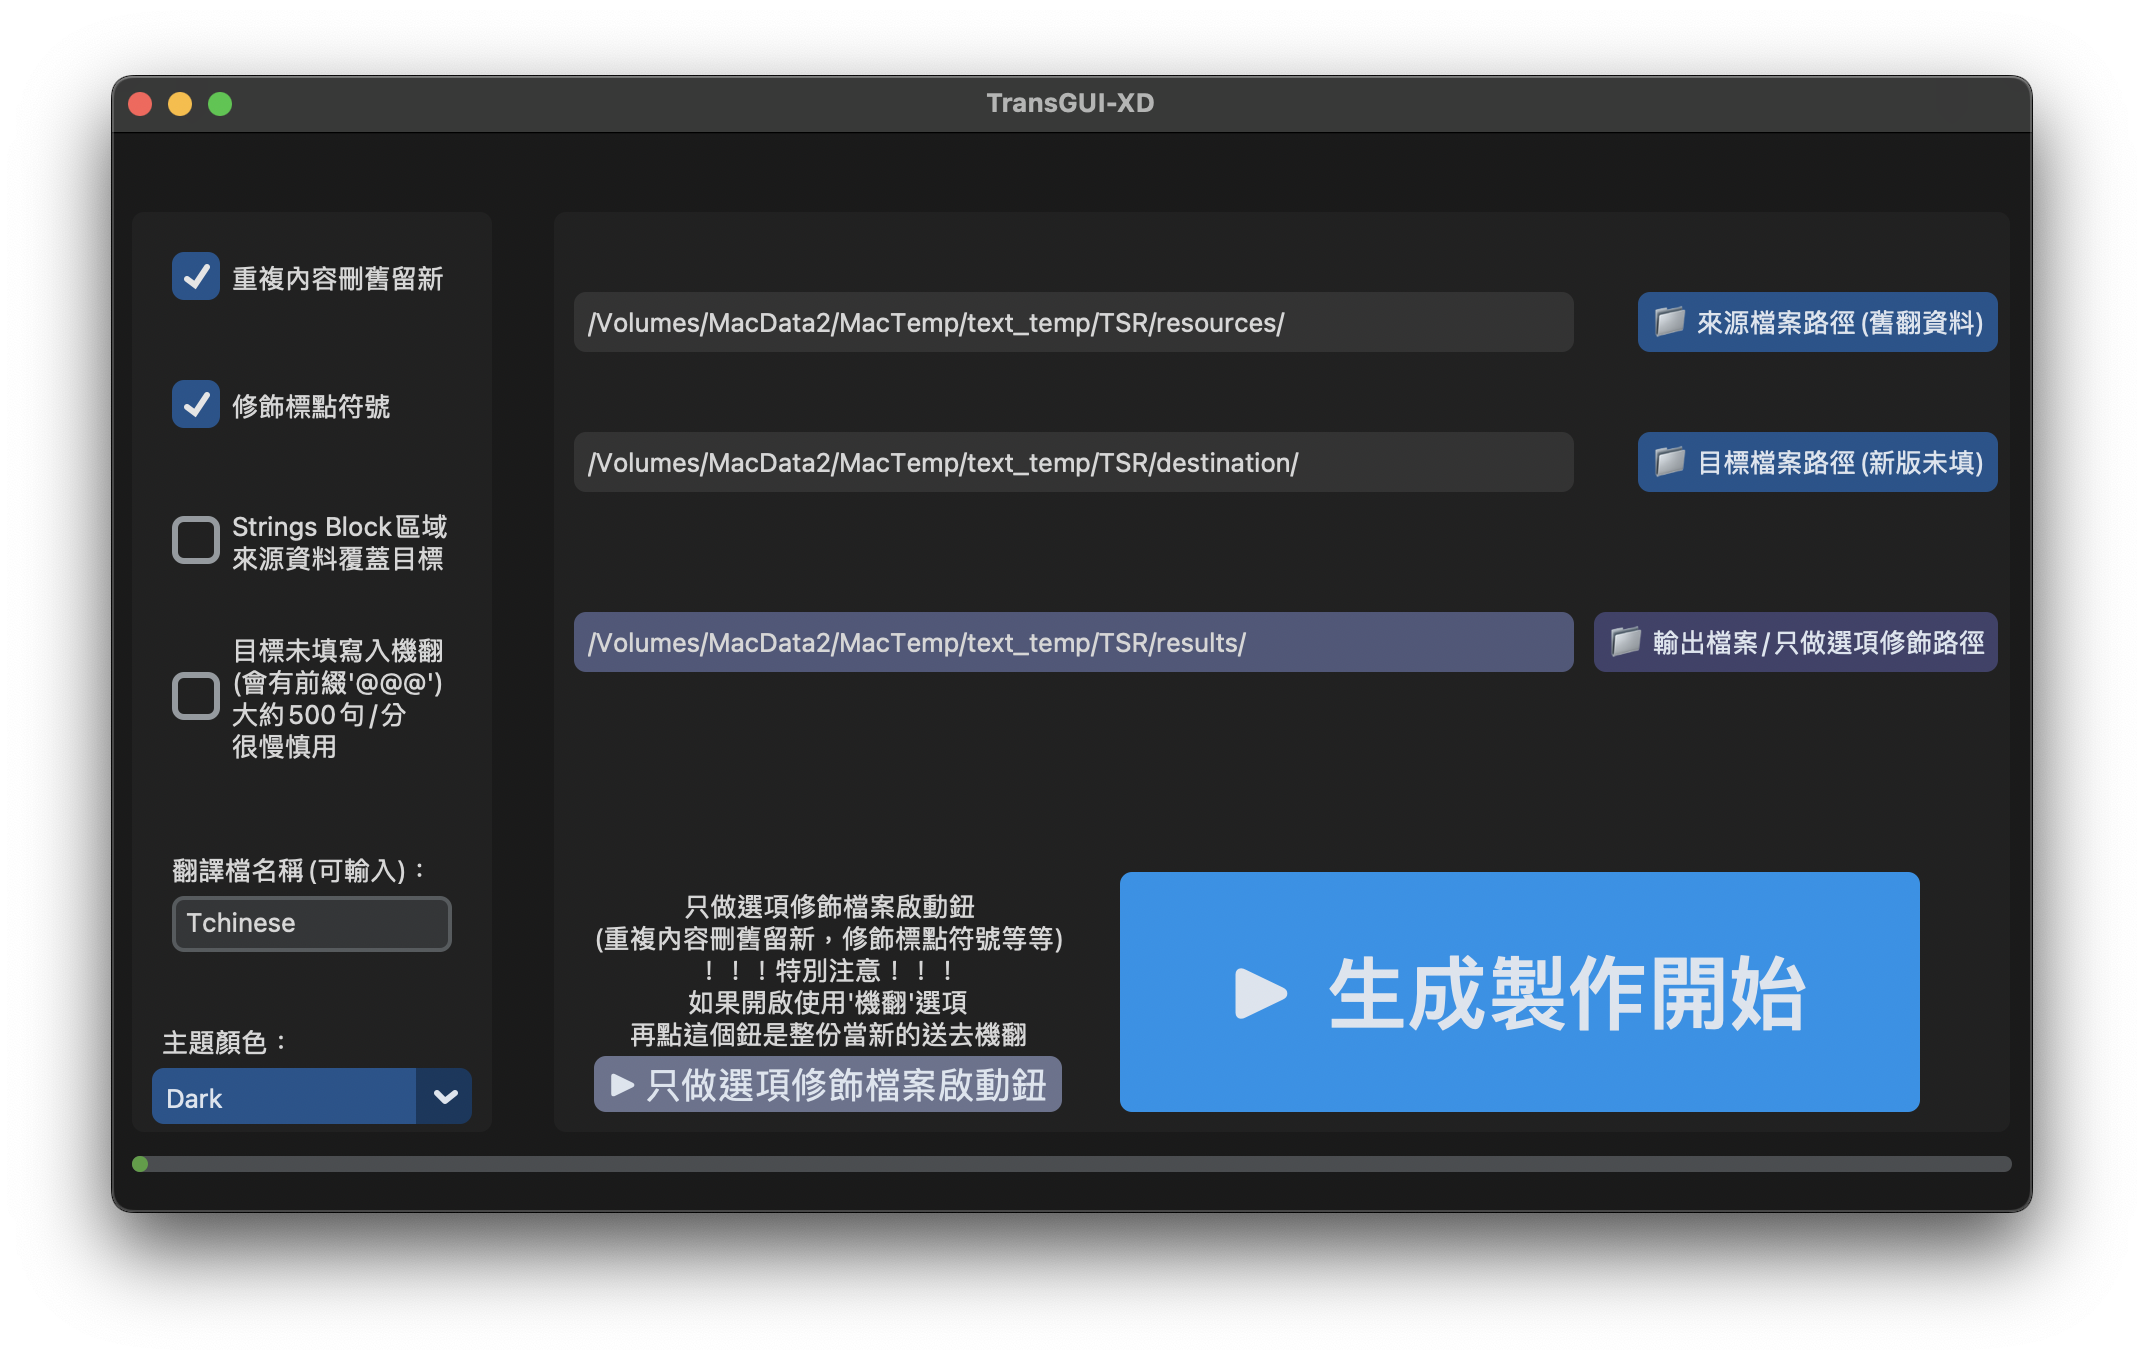 TransGUI-XD
重複內容刪舊留新
修飾標點符號
Strings Block區域
來源資料覆蓋目標
目標未填寫入機翻
(會有前綴'@@@')
大約500句/分
很慢慎用
翻譯檔名稱(可輸入)：
Tchinese
主題顏色：
Dark
/Volumes/MacData2/MacTemp/text_temp/TSR/resources/
來源檔案路徑(舊翻資料)
/Volumes/MacData2/MacTemp/text_temp/TSR/destination/
目標檔案路徑(新版未填)
/Volumes/MacData2/MacTemp/text_temp/TSR/results/
輸出檔案/只做選項修飾路徑
只做選項修飾檔案啟動鈕
(重複內容刪舊留新，修飾標點符號等等)
！！！特別注意！！！
如果開啟使用'機翻'選項
再點這個鈕是整份當新的送去機翻
▶ 只做選項修飾檔案啟動鈕
▶ 生成製作開始